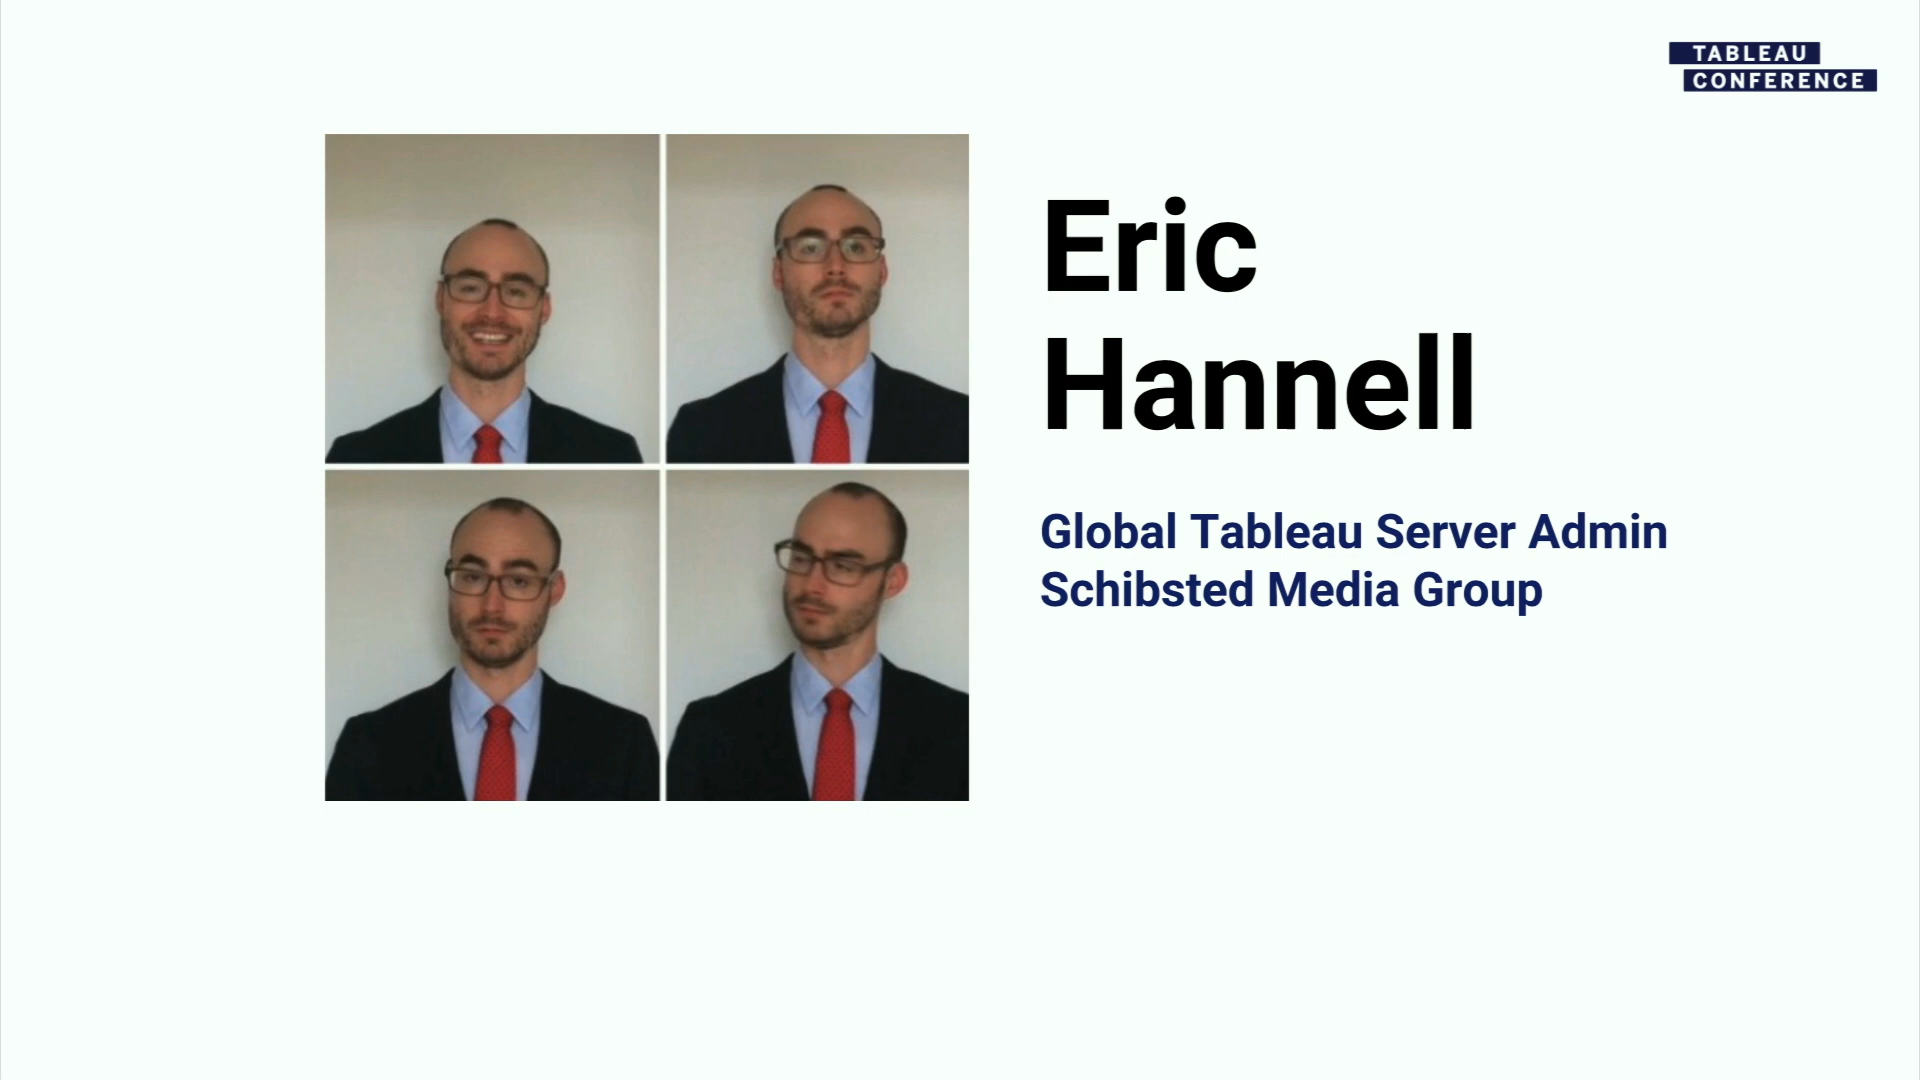 TABLEAU
CONFERENCE
Eric
Hannell
Global Tableau Server Admin
Schibsted Media Group